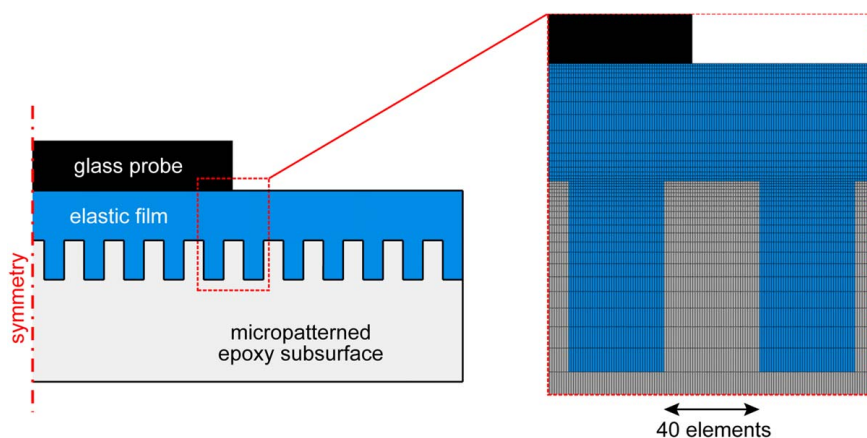 glass probe
elastic film
symmetry
micropatterned
epoxy subsurface
40 elements